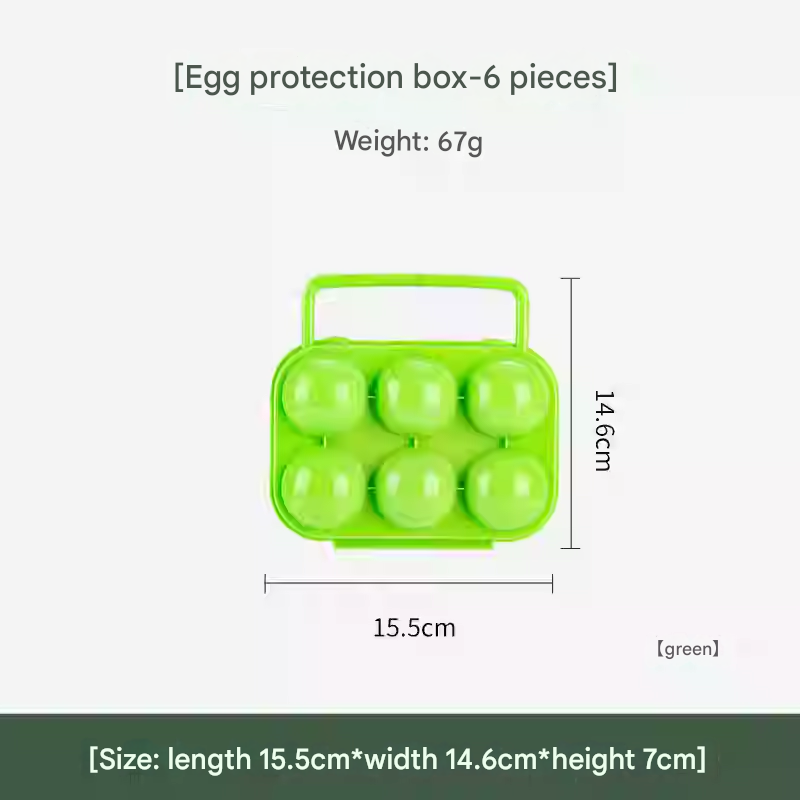 [Egg protection box-6 pieces]
Weight: 67g
14.6cm
15.5cm
【green】
[Size: length 15.5cm*width 14.6cm*height 7cm]